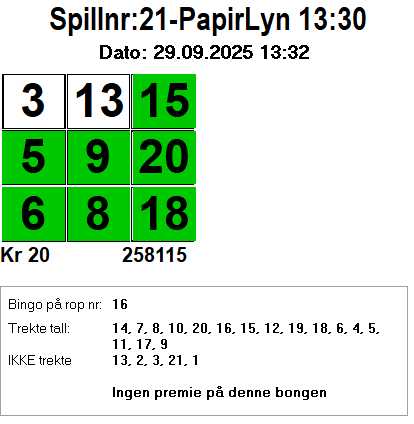 Spillnr:21-PapirLyn 13:30
Dato: 29.09.2025 13:32
3 13 15
5 9 20
6 8 18
Kr 20 258115
Bingo på rop nr: 16
Trekte tall: 14, 7, 8, 10, 20, 16, 15, 12, 19, 18, 6, 4, 5,
11, 17, 9
IKKE trekte 13, 2, 3, 21, 1
Ingen premie på denne bongen